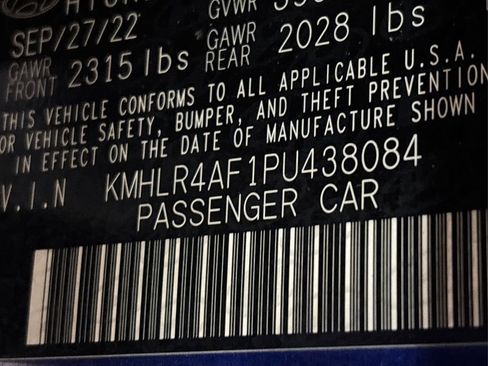 HYUN
GVWR
SEP/27/22
GAWR FRONT 2315 lbs
GAWR REAR 2028 lbs
THIS VEHICLE CONFORMS TO ALL APPLICABLE U.S.A.
OR VEHICLE SAFETY, BUMPER, AND THEFT PREVENTION
IN EFFECT ON THE DATE OF MANUFACTURE SHOWN
V.I.N KMHLR4AF1PU438084
PASSENGER CAR